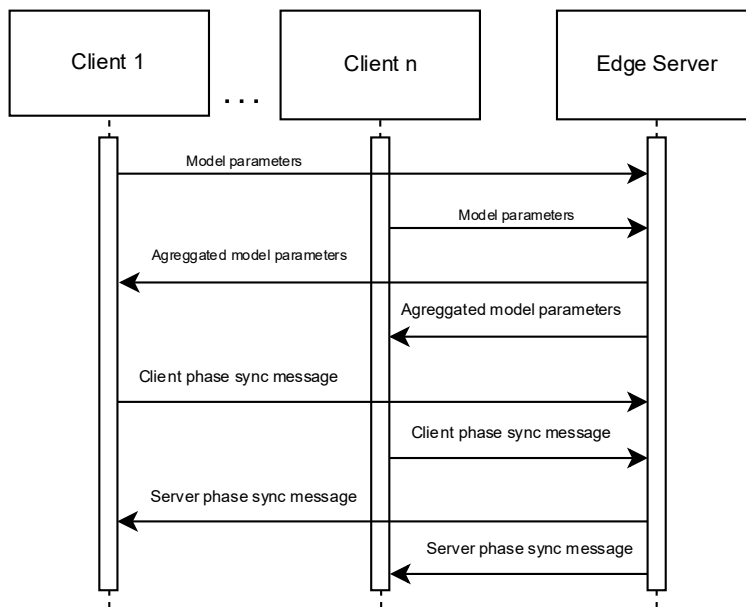 Client 1
. . .
Client n
Edge Server
Model parameters
Model parameters
Agreggated model parameters
Agreggated model parameters
Client phase sync message
Client phase sync message
Server phase sync message
Server phase sync message